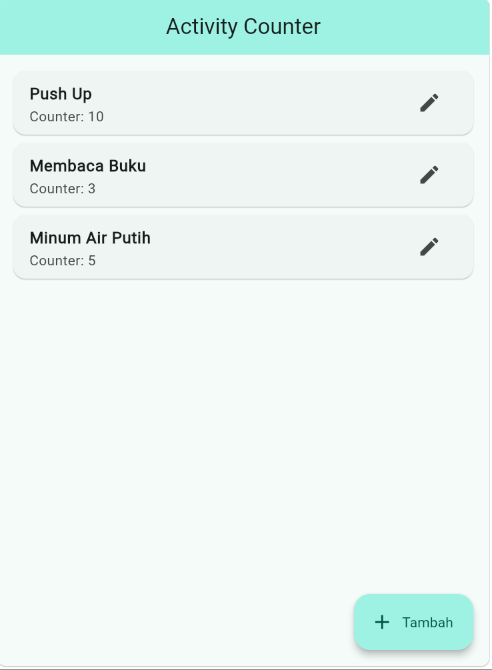 Activity Counter
Push Up
Counter: 10
Membaca Buku
Counter: 3
Minum Air Putih
Counter: 5
Tambah